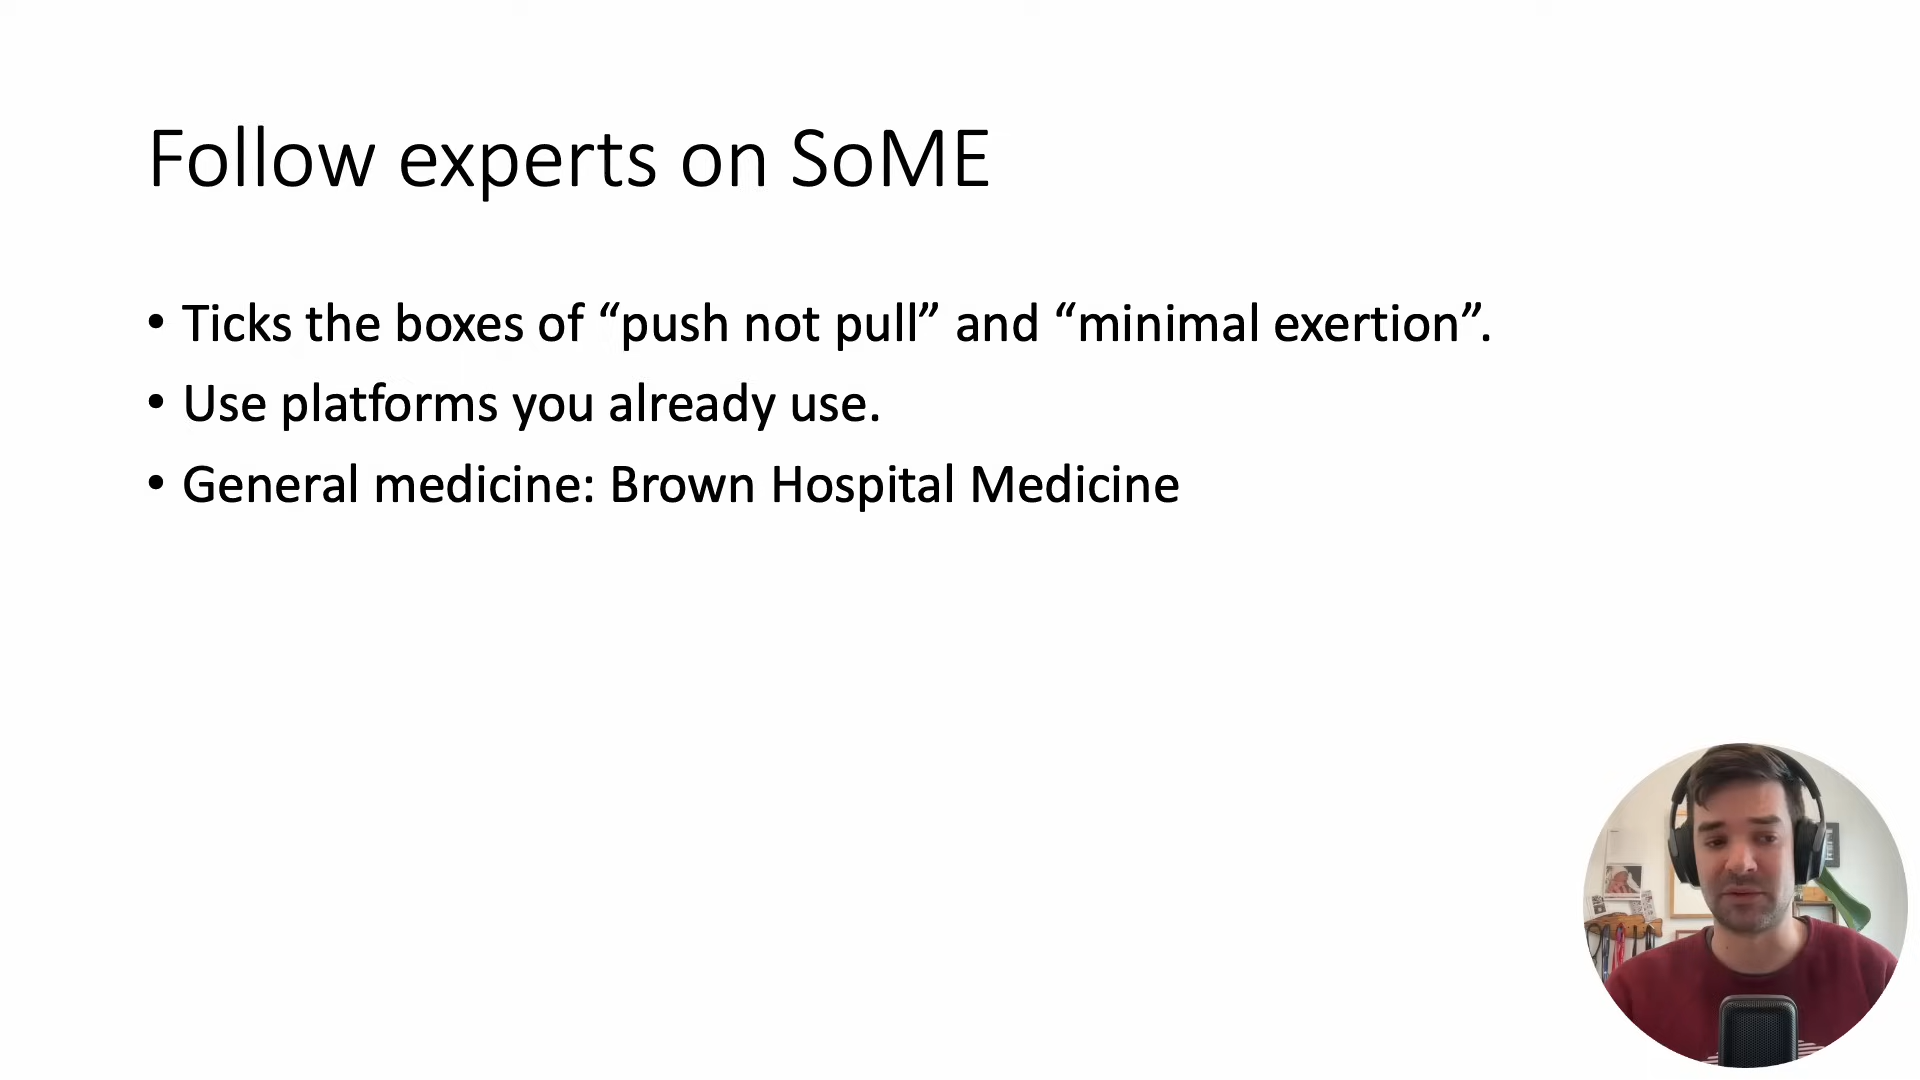 Follow experts on SoME
• Ticks the boxes of “push not pull” and “minimal exertion”.
• Use platforms you already use.
• General medicine: Brown Hospital Medicine